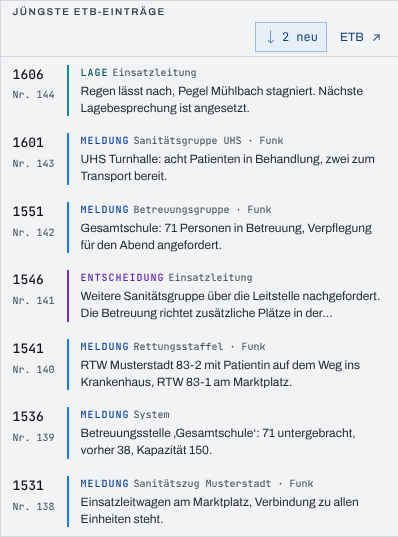 JÜNGSTE ETB-EINTRÄGE
↓ 2 neu ETB ↗
1606 LAGE Einsatzleitung
Nr. 144 Regen lässt nach, Pegel Mühlbach stagniert. Nächste
Lagebesprechung ist angesetzt.
1601 MELDUNG Sanitätsgruppe UHS · Funk
Nr. 143 UHS Turnhalle: acht Patienten in Behandlung, zwei zum
Transport bereit.
1551 MELDUNG Betreuungsgruppe · Funk
Nr. 142 Gesamtschule: 71 Personen in Betreuung, Verpflegung
für den Abend angefordert.
1546 ENTSCHEIDUNG Einsatzleitung
Nr. 141 Weitere Sanitätsgruppe über die Leitstelle nachgefordert.
Die Betreuung richtet zusätzliche Plätze in der…
1541 MELDUNG Rettungsstaffel · Funk
Nr. 140 RTW Musterstadt 83-2 mit Patientin auf dem Weg ins
Krankenhaus, RTW 83-1 am Marktplatz.
1536 MELDUNG System
Nr. 139 Betreuungsstelle ‚Gesamtschule‘: 71 untergebracht,
vorher 38, Kapazität 150.
1531 MELDUNG Sanitätszug Musterstadt · Funk
Nr. 138 Einsatzleitwagen am Marktplatz, Verbindung zu allen
Einheiten steht.